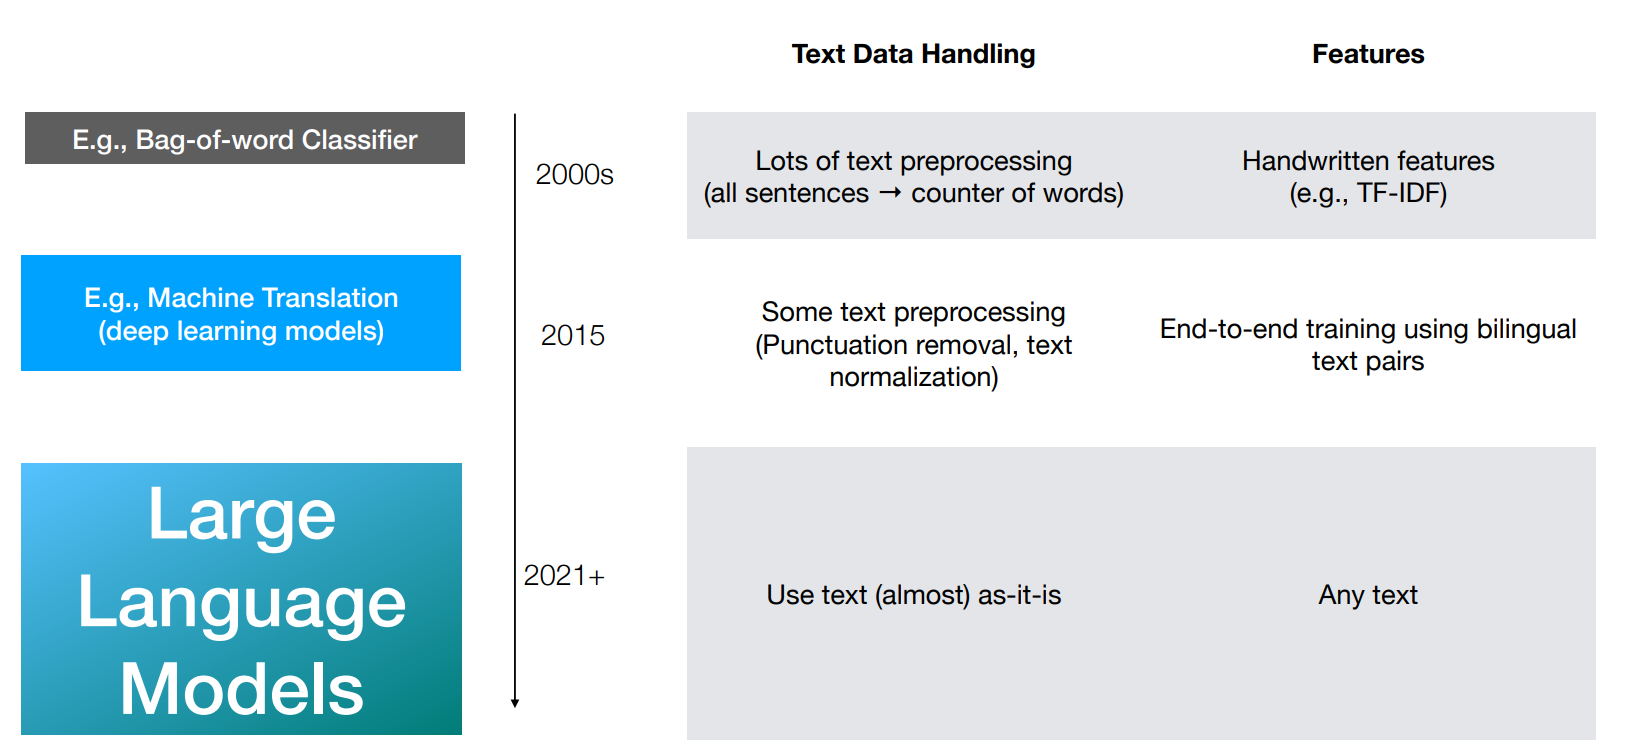 Text Data Handling
Features
E.g., Bag-of-word Classifier
2000s
Lots of text preprocessing
(all sentences → counter of words)
Handwritten features
(e.g., TF-IDF)
E.g., Machine Translation
(deep learning models)
2015
Some text preprocessing
(Punctuation removal, text
normalization)
End-to-end training using bilingual
text pairs
Large
Language
Models
2021+
Use text (almost) as-it-is
Any text